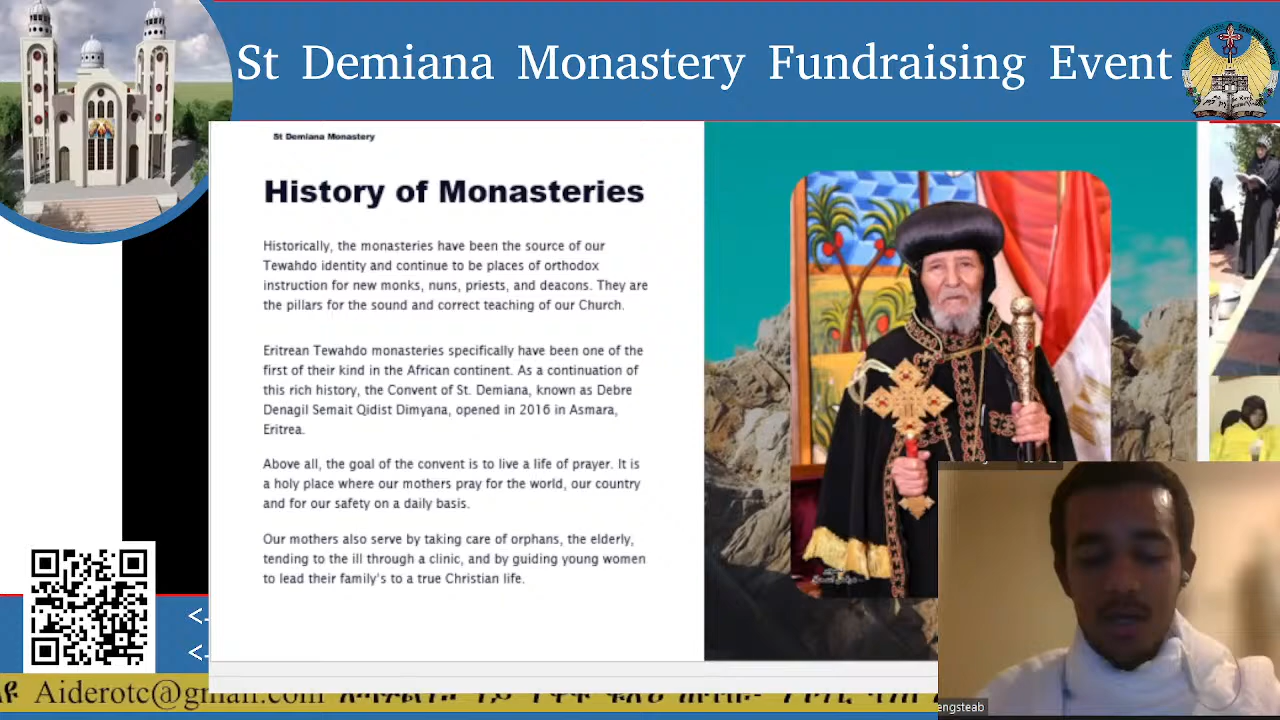 St Demiana Monastery Fundraising Event
St Demiana Monastery
History of Monasteries
Historically, the monasteries have been the source of our
Tewahdo identity and continue to be places of orthodox
instruction for new monks, nuns, priests, and deacons. They are
the pillars for the sound and correct teaching of our Church.
Eritrean Tewahdo monasteries specifically have been one of the
first of their kind in the African continent. As a continuation of
this rich history, the Convent of St. Demiana, known as Debre
Denagil Semait Qidist Dimyana, opened in 2016 in Asmara,
Eritrea.
Above all, the goal of the convent is to live a life of prayer. It is
a holy place where our mothers pray for the world, our country
and for our safety on a daily basis.
Our mothers also serve by taking care of orphans, the elderly,
tending to the ill through a clinic, and by guiding young women
to lead their family's to a true Christian life.
<-
<-
Aiderotc@gmail.com
engsteab